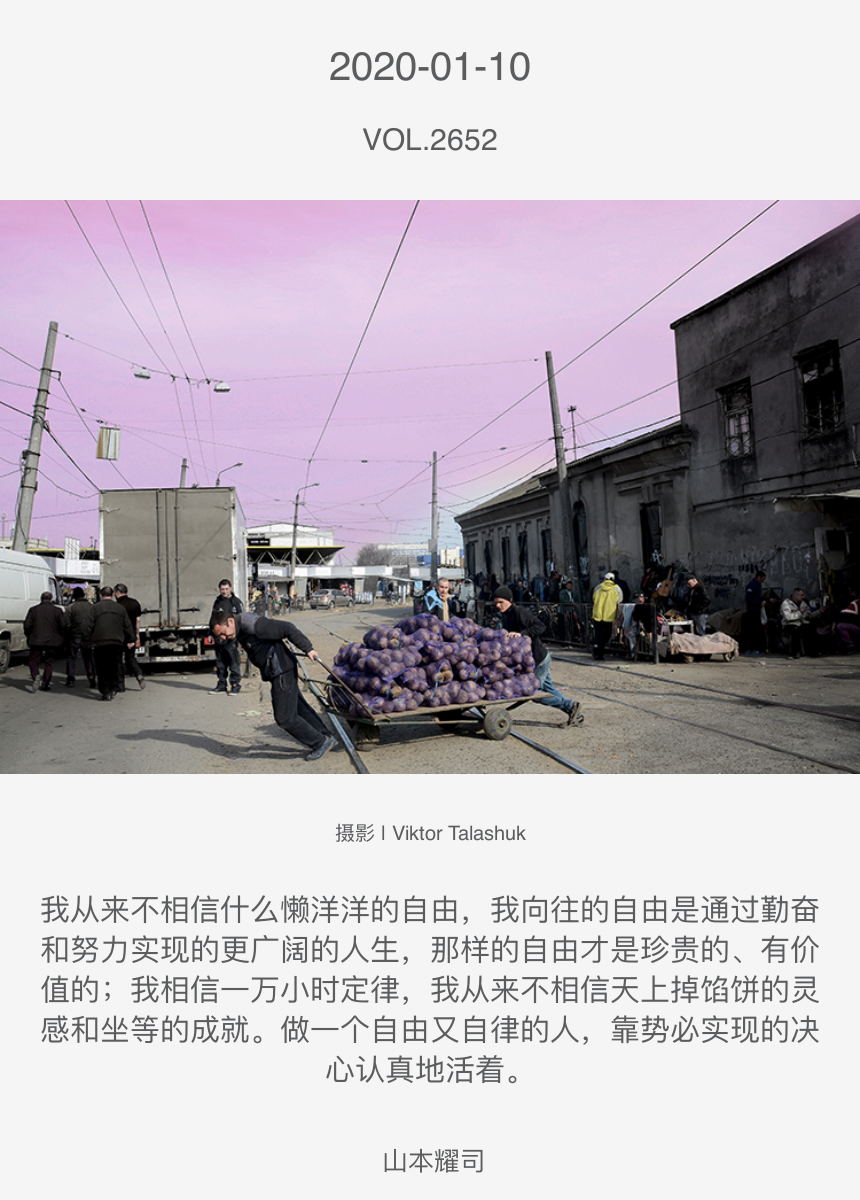 2020-01-10
VOL.2652
摄影 | Viktor Talashuk
我从来不相信什么懒洋洋的自由，我向往的自由是通过勤奋
和努力实现的更广阔的人生，那样的自由才是珍贵的、有价
值的；我相信一万小时定律，我从来不相信天上掉馅饼的灵
感和坐等的成就。做一个自由又自律的人，靠势必实现的决
心认真地活着。
山本耀司